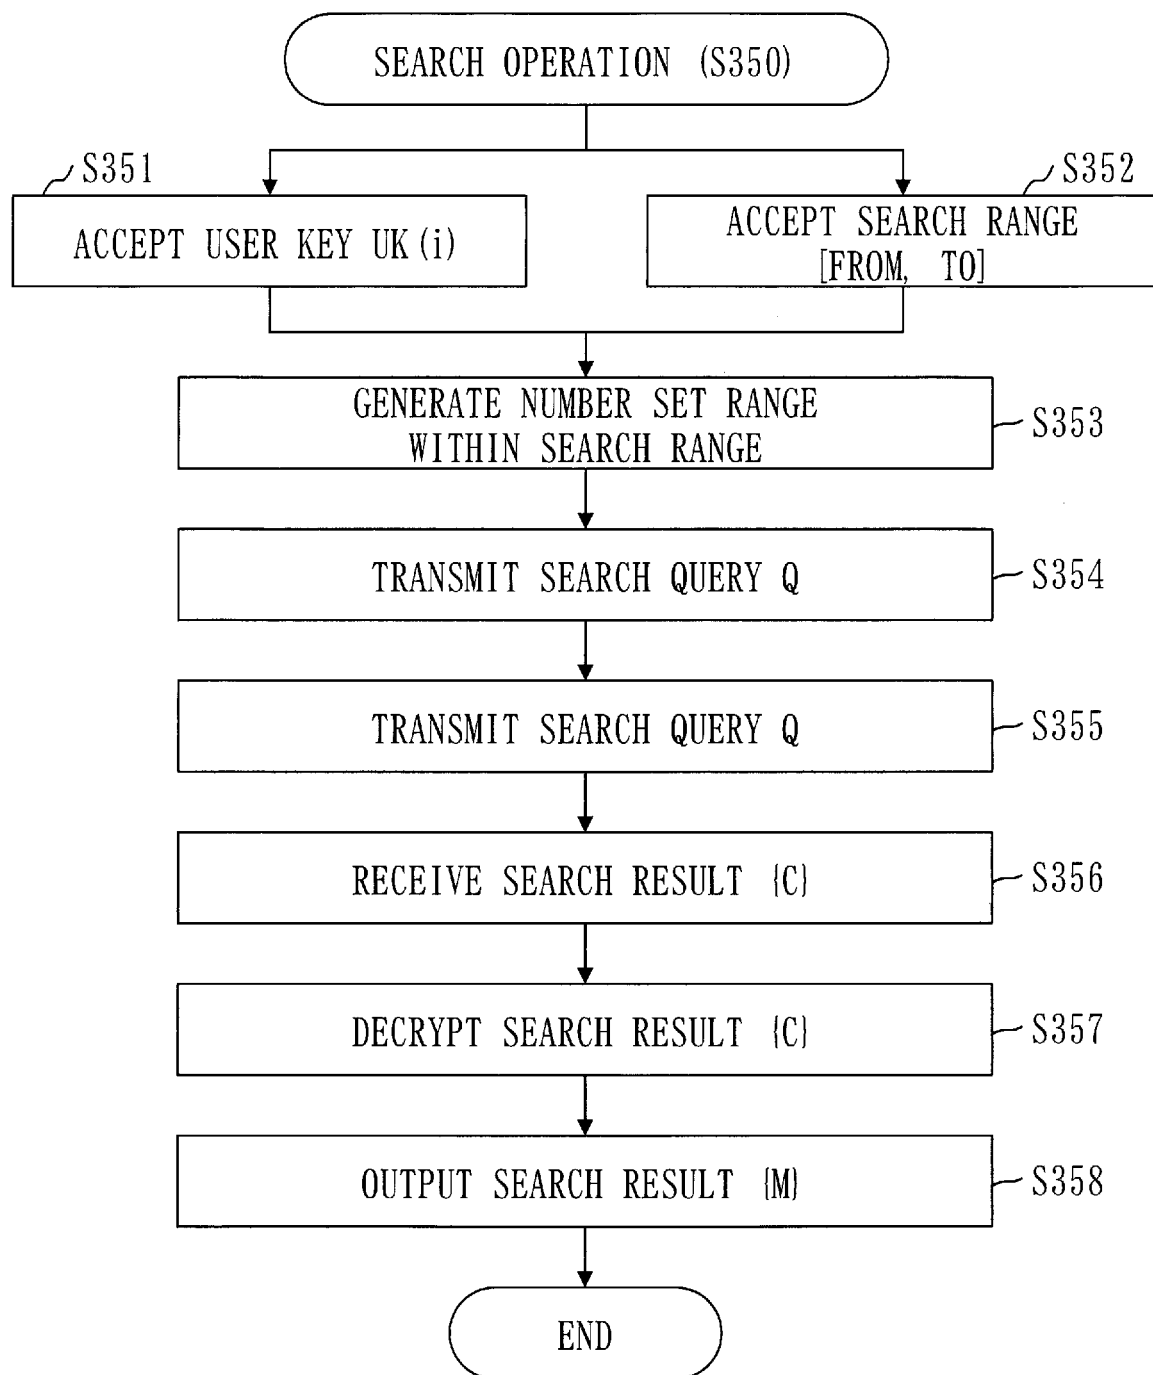 SEARCH OPERATION (S350)
S351
S352
ACCEPT USER KEY UK(i)
ACCEPT SEARCH RANGE
[FROM, TO]
GENERATE NUMBER SET RANGE
WITHIN SEARCH RANGE
S353
TRANSMIT SEARCH QUERY Q
S354
TRANSMIT SEARCH QUERY Q
S355
RECEIVE SEARCH RESULT {C}
S356
DECRYPT SEARCH RESULT {C}
S357
OUTPUT SEARCH RESULT {M}
S358
END